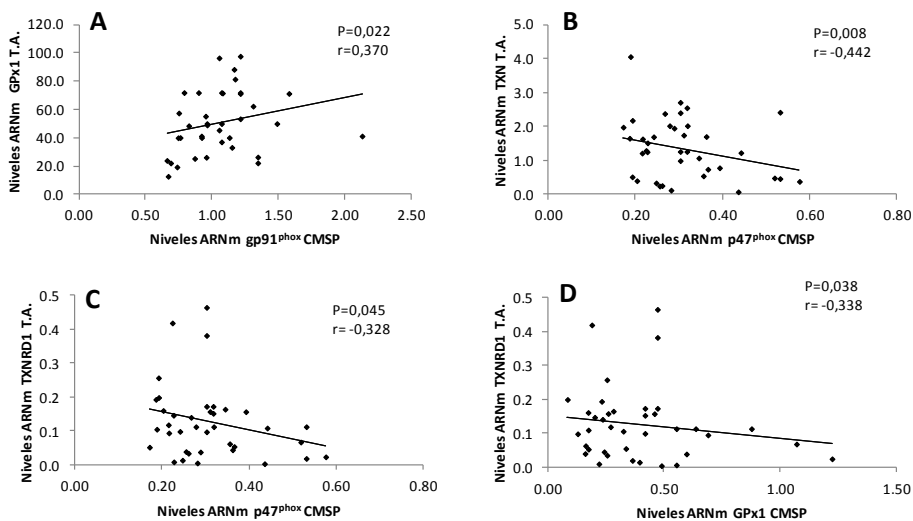 A
P=0,022
r=0,370
Niveles ARNm GPx1 T.A.
120.0
100.0
80.0
60.0
40.0
20.0
0.0
0.00 0.50 1.00 1.50 2.00 2.50
Niveles ARNm gp91phox CMSP
B
P=0,008
r= -0,442
Niveles ARNm TXN T.A.
5.0
4.0
3.0
2.0
1.0
0.0
0.00 0.20 0.40 0.60 0.80
Niveles ARNm p47phox CMSP
C
P=0,045
r= -0,328
Niveles ARNm TXNRD1 T.A.
0.5
0.4
0.3
0.2
0.1
0.0
0.00 0.20 0.40 0.60 0.80
Niveles ARNm p47phox CMSP
D
P=0,038
r= -0,338
Niveles ARNm TXNRD1 T.A.
0.5
0.4
0.3
0.2
0.1
0.0
0.00 0.50 1.00 1.50
Niveles ARNm GPx1 CMSP